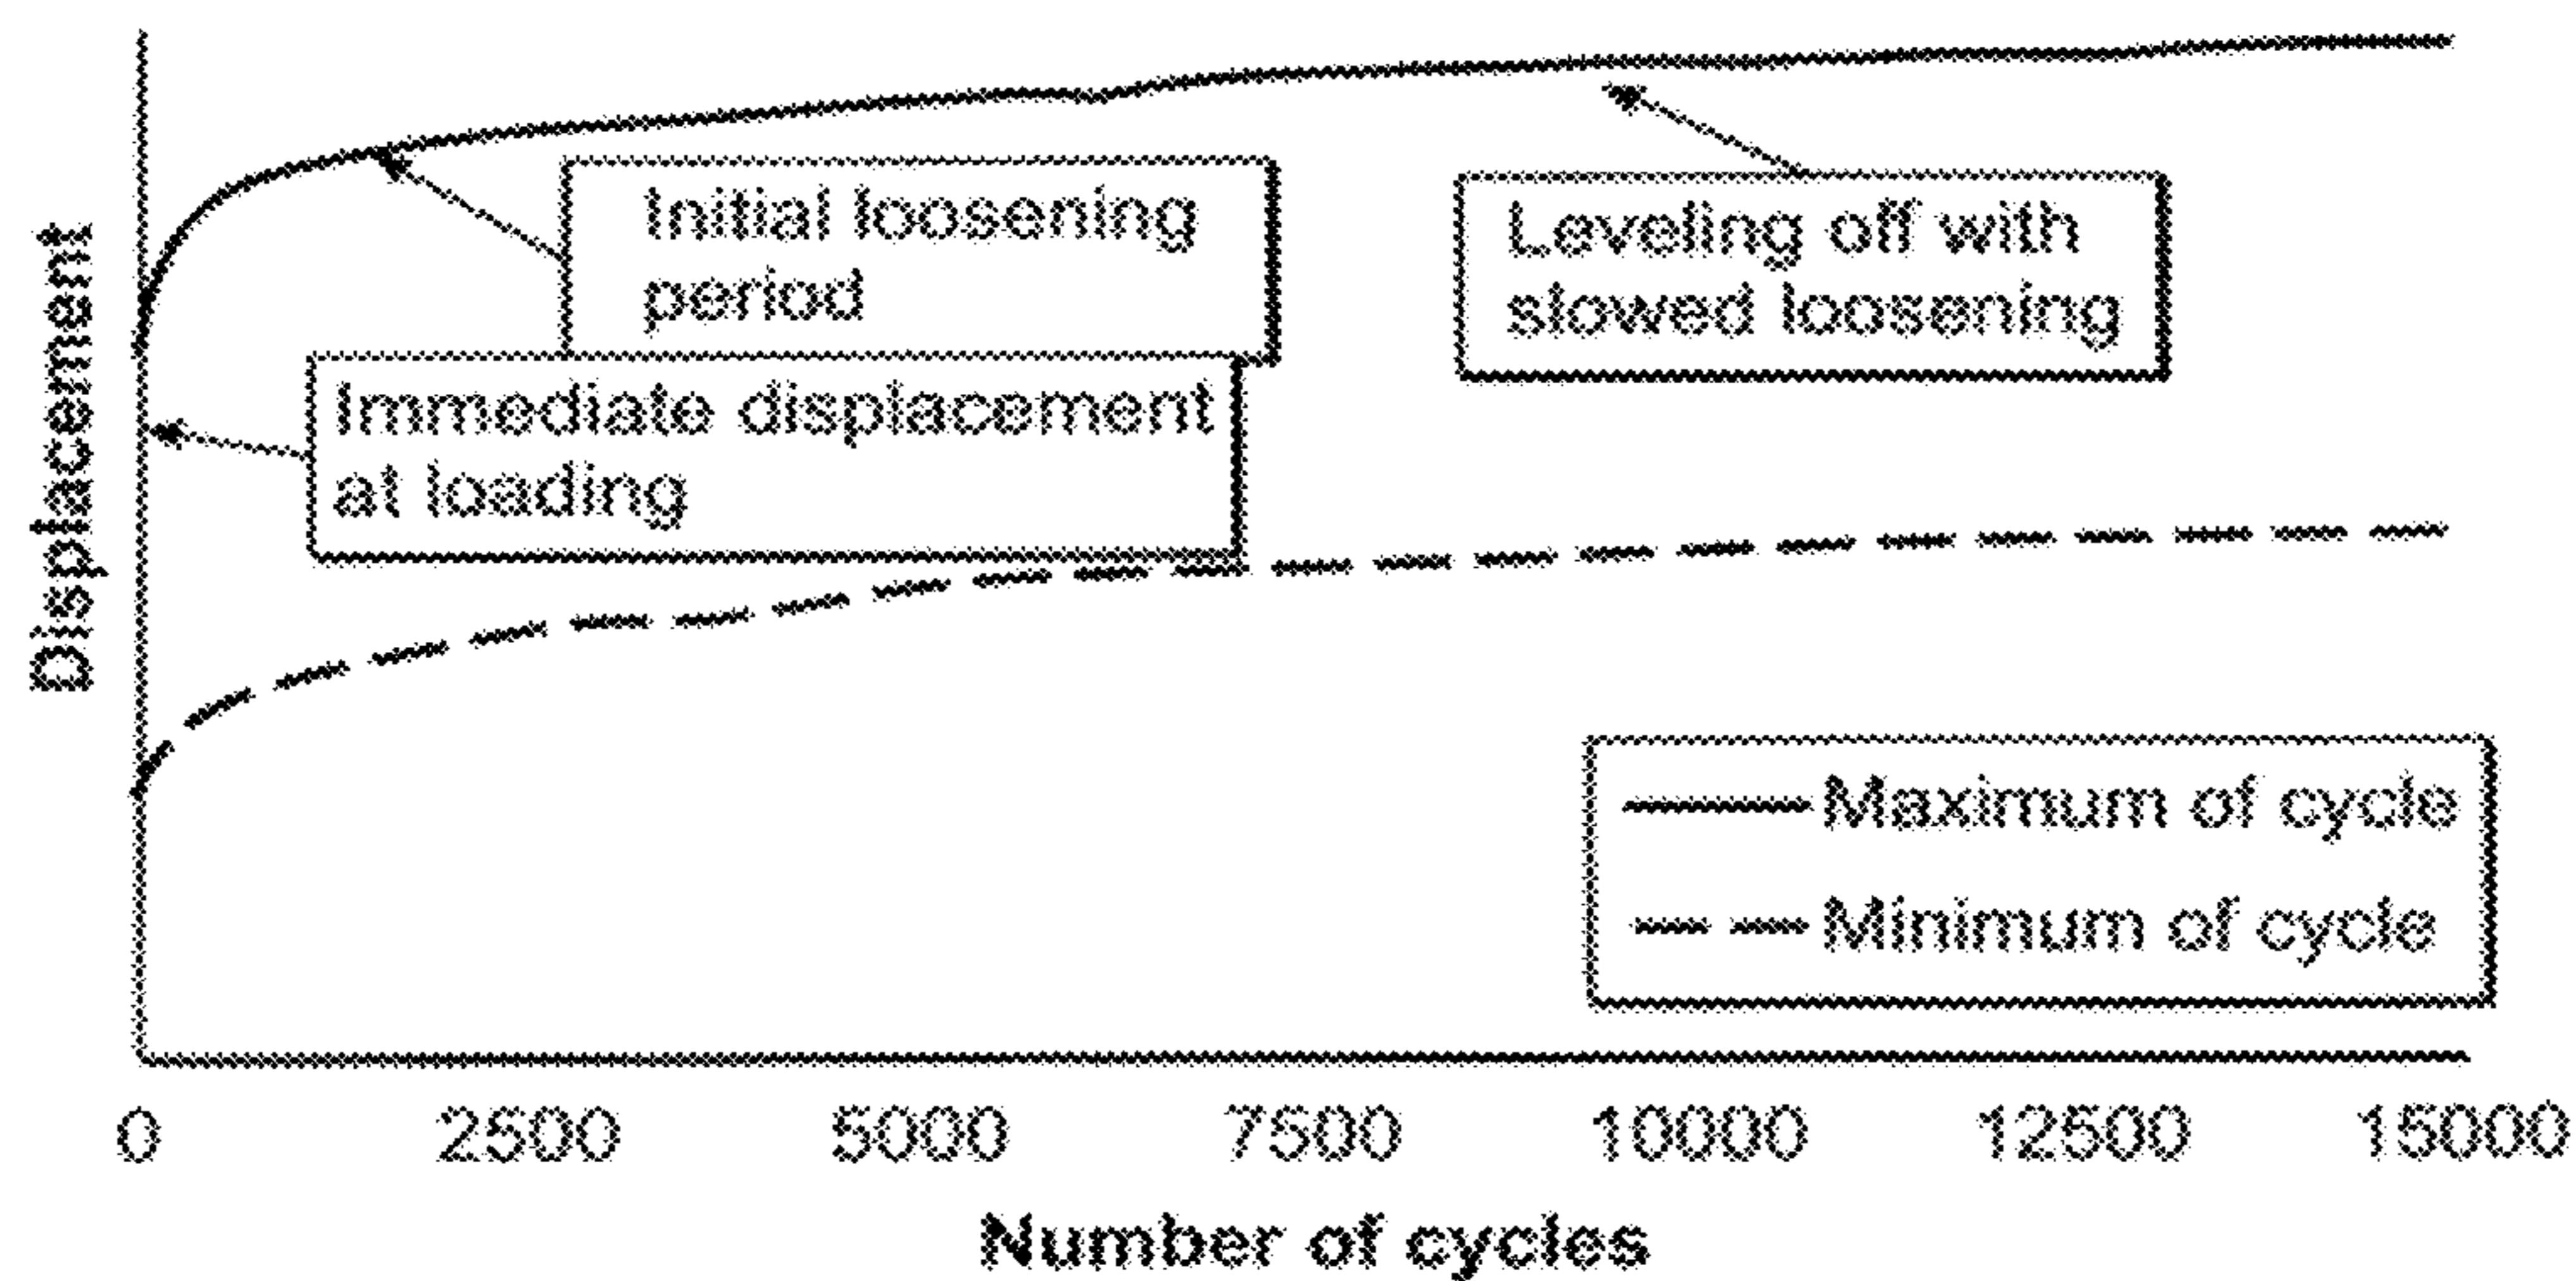 Displacement
Initial loosening
period
Leveling off with
slowed loosening
Immediate displacement
at loading
Maximum of cycle
Minimum of cycle
0 2500 5000 7500 10000 12500 15000
Number of cycles